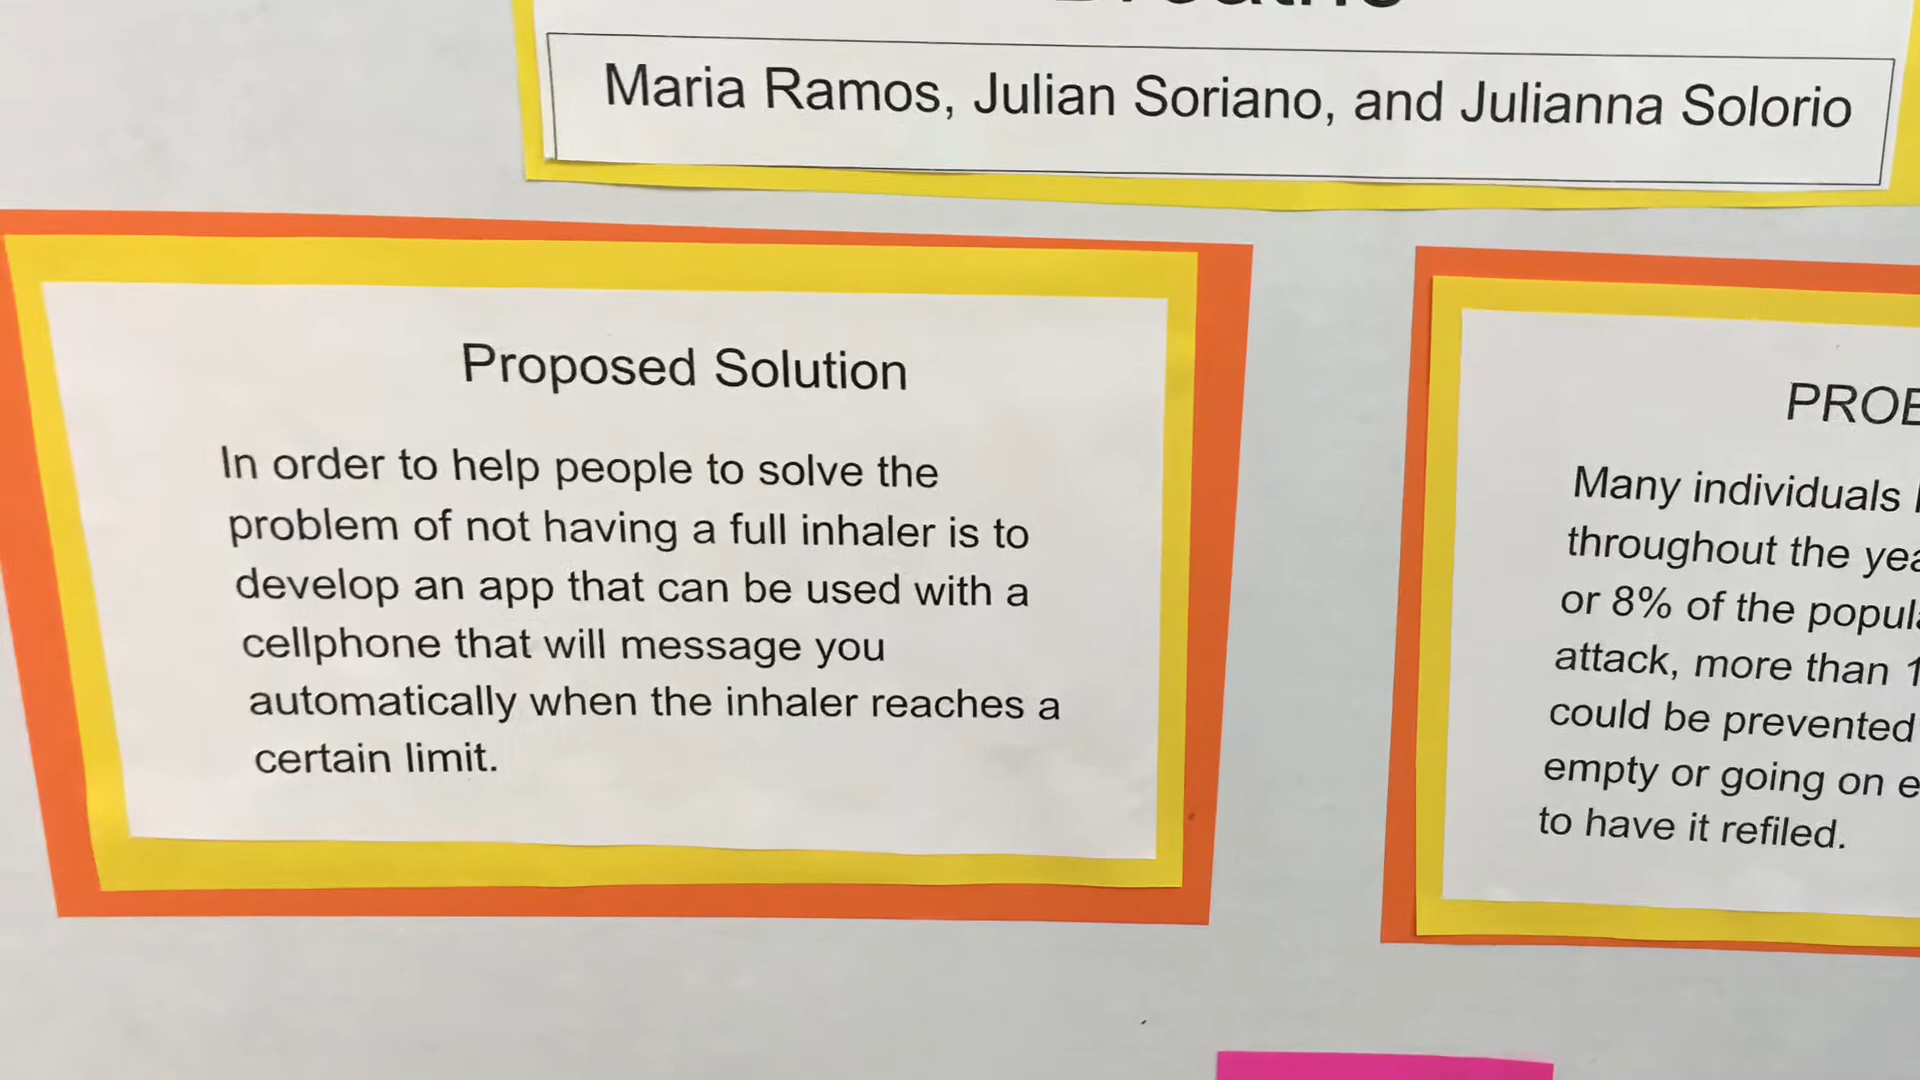 Maria Ramos, Julian Soriano, and Julianna Solorio
Proposed Solution
In order to help people to solve the
problem of not having a full inhaler is to
develop an app that can be used with a
cellphone that will message you
automatically when the inhaler reaches a
certain limit.
Many individuals
throughout the
or 8% of the
attack, more than
could be prevented
empty or going on
to have it refiled.